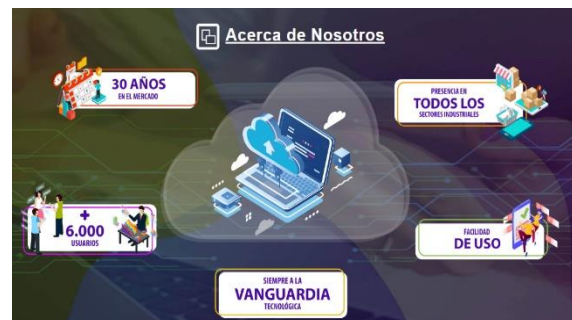 Acerca de Nosotros
30 AÑOS
EN EL MERCADO
PRESENCIA EN
TODOS LOS
SECTORES INDUSTRIALES
+
6.000
USUARIOS
FACILIDAD
DE USO
SIEMPRE A LA
VANGUARDIA
TECNOLÓGICA